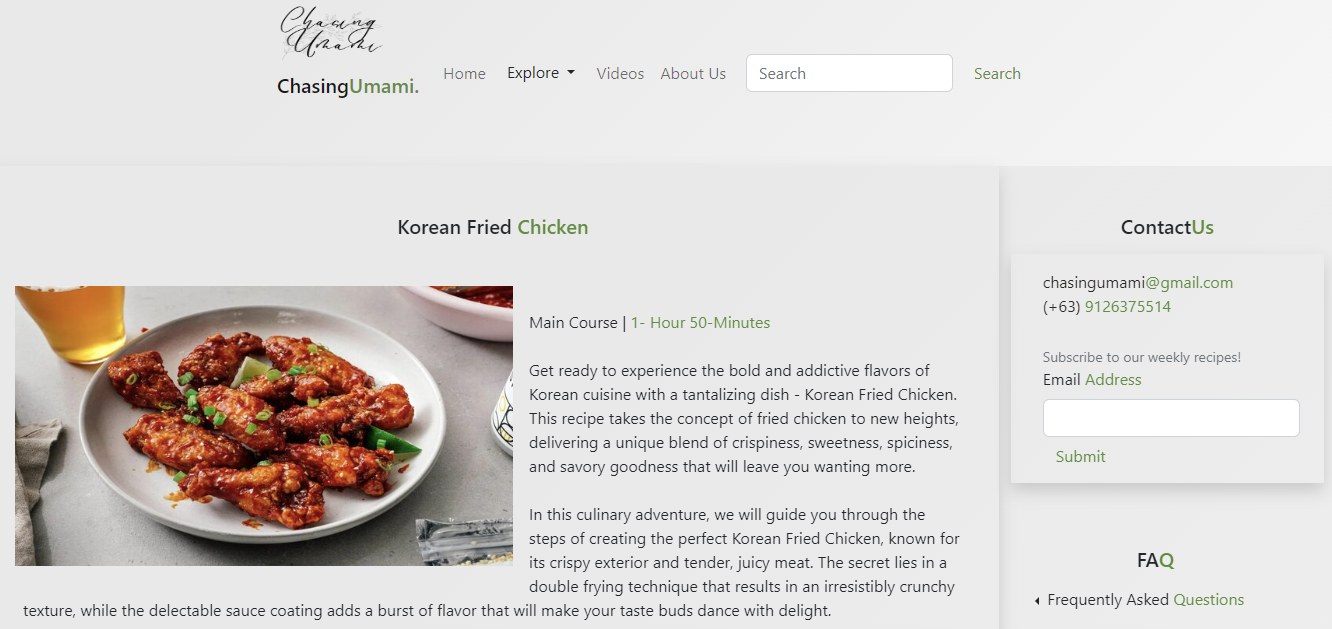 Chasing
Umami
ChasingUmami.
Home
Explore
Videos
About Us
Search
Search
Korean Fried Chicken
Main Course | 1- Hour 50-Minutes
Get ready to experience the bold and addictive flavors of
Korean cuisine with a tantalizing dish - Korean Fried Chicken.
This recipe takes the concept of fried chicken to new heights,
delivering a unique blend of crispiness, sweetness, spiciness,
and savory goodness that will leave you wanting more.
In this culinary adventure, we will guide you through the
steps of creating the perfect Korean Fried Chicken, known for
its crispy exterior and tender, juicy meat. The secret lies in a
double frying technique that results in an irresistibly crunchy
texture, while the delectable sauce coating adds a burst of flavor that will make your taste buds dance with delight.
ContactUs
chasingumami@gmail.com
(+63) 9126375514
Subscribe to our weekly recipes!
Email Address
Submit
FAQ
Frequently Asked Questions